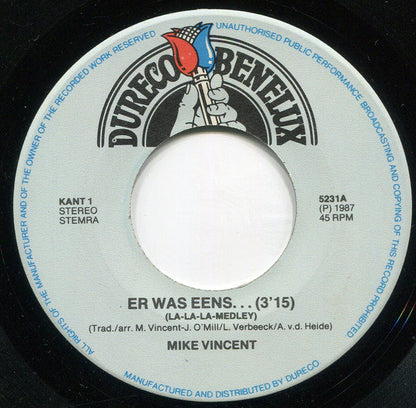 ALL RIGHTS OF THE MANUFACTURER AND OF THE OWNER OF THE RECORDED WORK RESERVED
UNAUTHORISED PUBLIC PERFORMANCE BROADCASTING AND COPYING OF THIS RECORD PROHIBITED
DURECO BENELUX
KANT 1
STEREO
STEMRA
5231A
(P) 1987
45 RPM
ER WAS EENS... (3'15)
(LA-LA-LA-MEDLEY)
(Trad./arr. M. Vincent-J. O'Mill/L. Verbeeck/A. v.d. Heide)
MIKE VINCENT
MANUFACTURED AND DISTRIBUTED BY DURECO